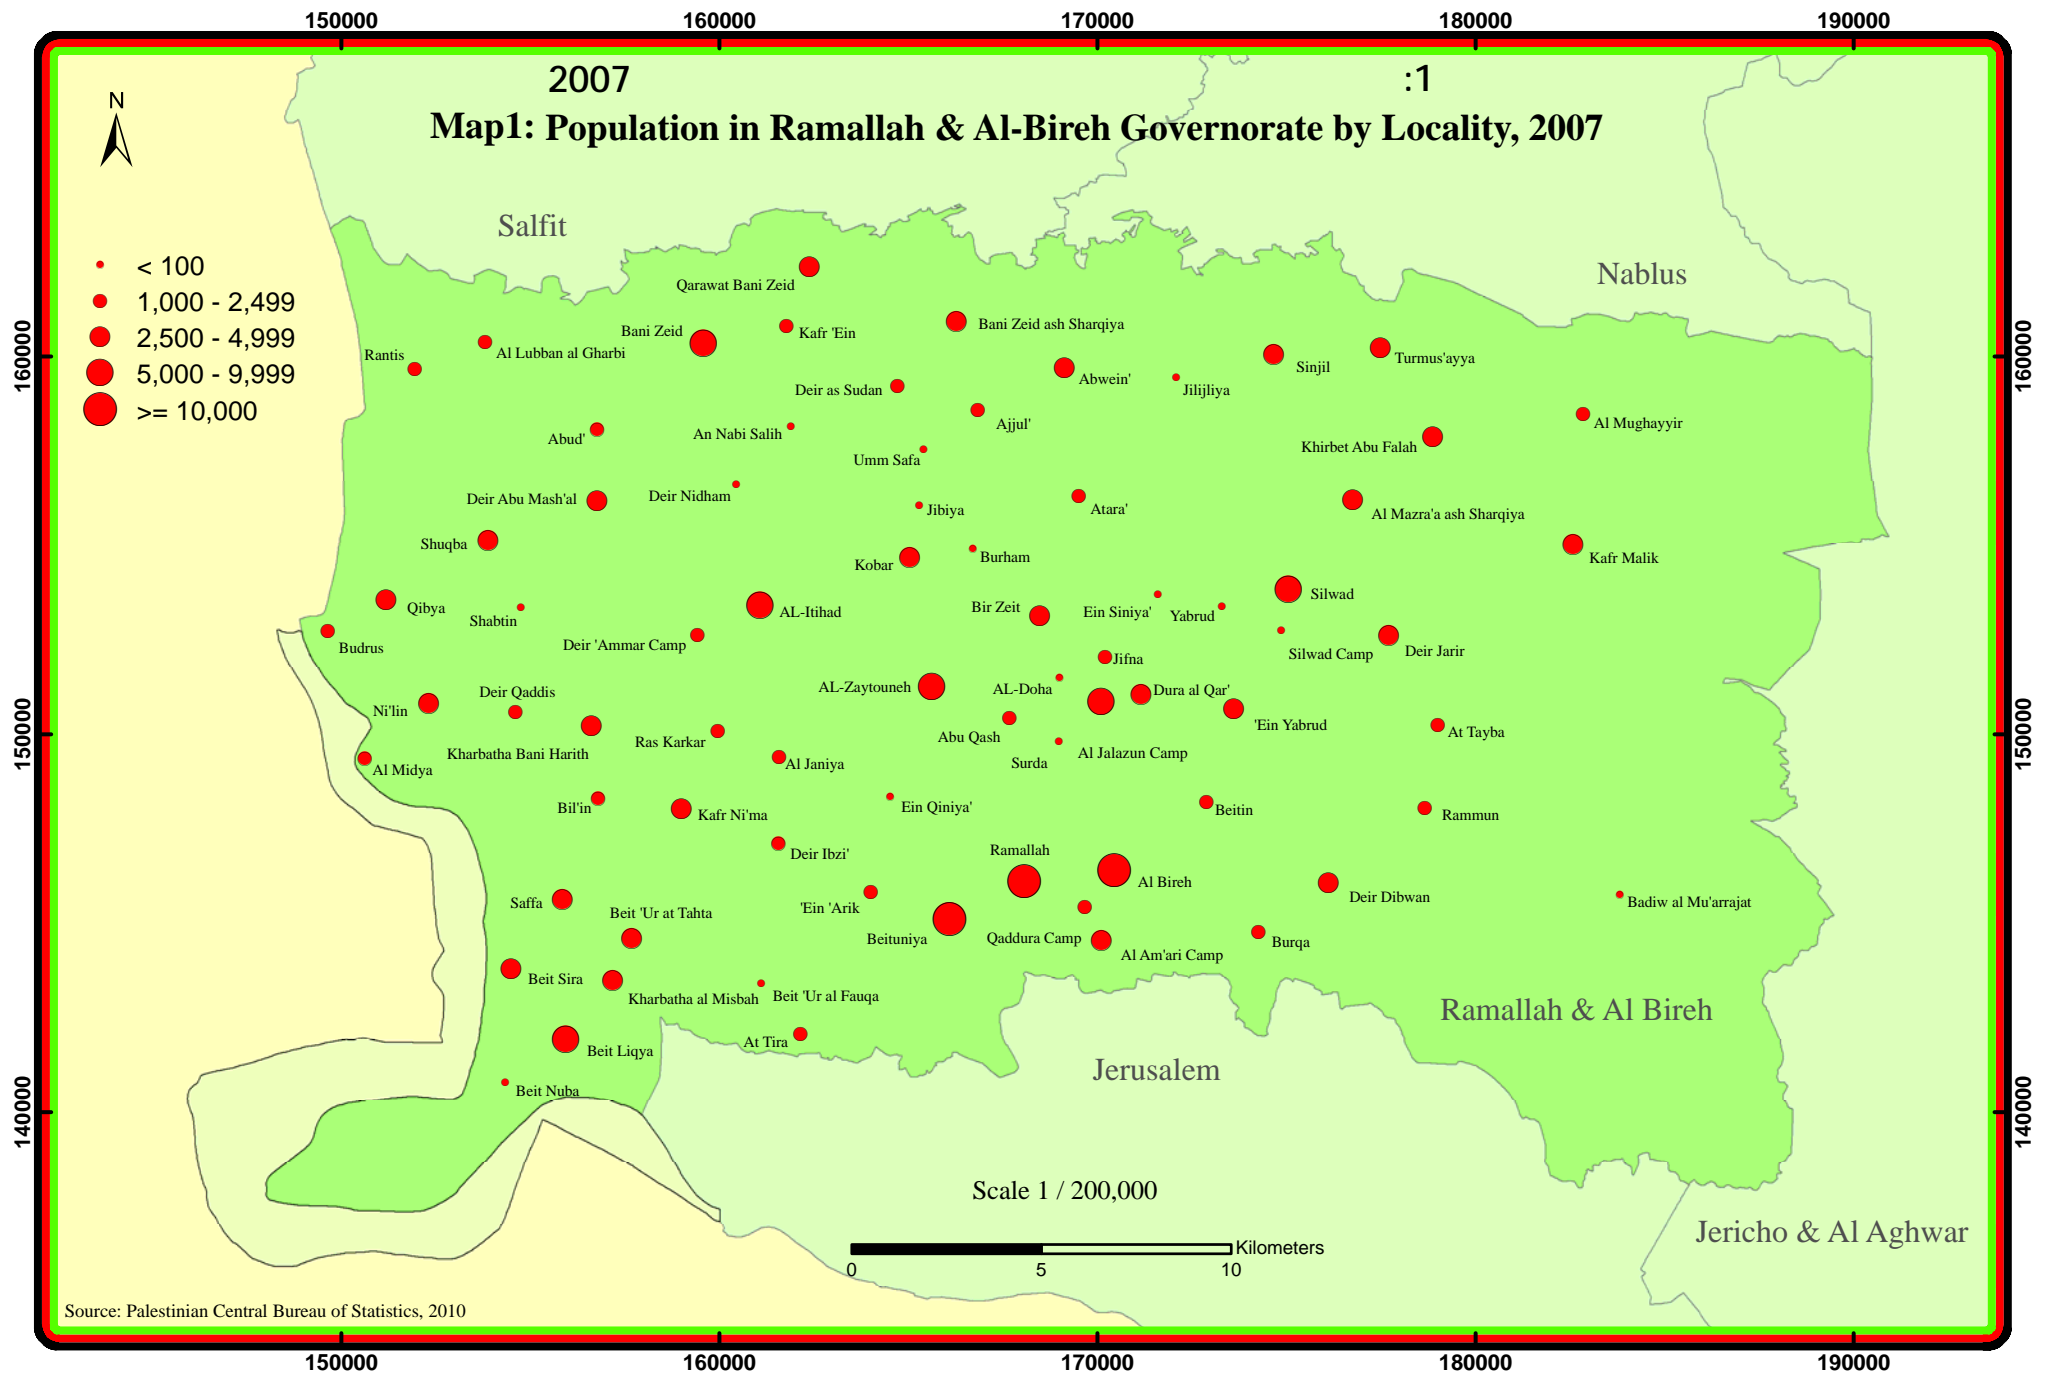 150000 160000 170000 180000 190000
2007 :1
Map1: Population in Ramallah & Al-Bireh Governorate by Locality, 2007
N
Salfit
Nablus
< 100
1,000 - 2,499
2,500 - 4,999
5,000 - 9,999
>= 10,000
160000
160000
Qarawat Bani Zeid
Bani Zeid
Kafr 'Ein
Bani Zeid ash Sharqiya
Rantis
Al Lubban al Gharbi
Sinjil
Turmus'ayya
Deir as Sudan
Abwein'
Jilijliya
Abud'
An Nabi Salih
Ajjul'
Al Mughayyir
Umm Safa
Khirbet Abu Falah
Deir Abu Mash'al
Deir Nidham
Jibiya
Atara'
Al Mazra'a ash Sharqiya
Shuqba
Kobar
Burham
Kafr Malik
Qibya
Shabtin
AL-Itihad
Bir Zeit
Ein Siniya'
Yabrud
Silwad
Budrus
Deir 'Ammar Camp
Jifna
Silwad Camp
Deir Jarir
Deir Qaddis
AL-Zaytouneh
AL-Doha
Dura al Qar'
Ni'lin
'Ein Yabrud
150000
150000
Kharbatha Bani Harith
Ras Karkar
Abu Qash
At Tayba
Al Midya
Al Janiya
Surda
Al Jalazun Camp
Bil'in
Kafr Ni'ma
Ein Qiniya'
Beitin
Rammun
Deir Ibzi'
Ramallah
Al Bireh
Saffa
Beit 'Ur at Tahta
'Ein 'Arik
Deir Dibwan
Badiw al Mu'arrajat
Beituniya
Qaddura Camp
Burqa
Al Am'ari Camp
Beit Sira
Kharbatha al Misbah
Beit 'Ur al Fauqa
Ramallah & Al Bireh
Beit Liqya
At Tira
Jerusalem
Beit Nuba
140000
140000
Scale 1 / 200,000
Jericho & Al Aghwar
Kilometers
0 5 10
Source: Palestinian Central Bureau of Statistics, 2010
150000 160000 170000 180000 190000